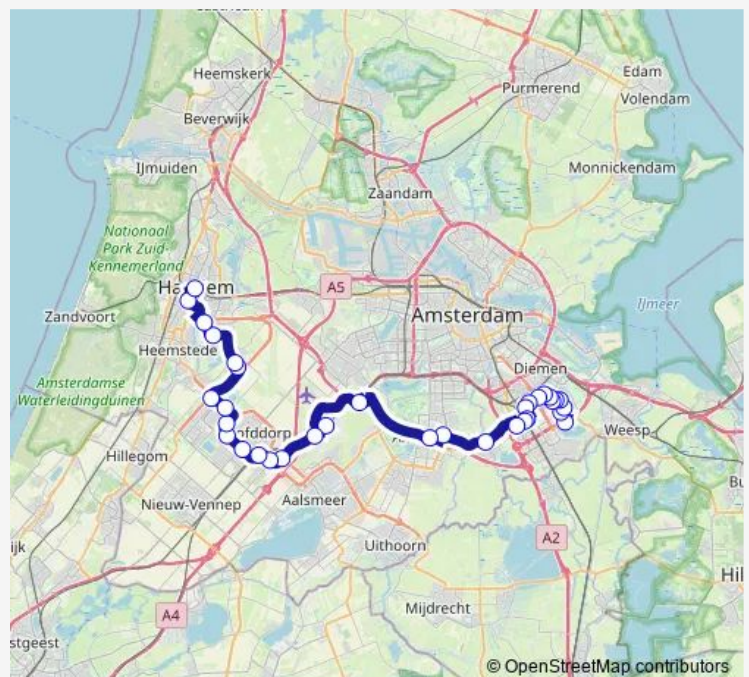 Heemskerk
Edam
Volendam
Purmerend
Beverwijk
IJmuiden
Monnickendam
Zaandam
Nationaal
Park Zuid-
Kennemerland
A5
IJmeer
Zandvoort
Amsterdam
Heemstede
Diemen
Amsterdamse
Waterleidingduinen
Weesp
Hillegom
Nieuw-Vennep
Aalsmeer
Uithoorn
A2
Mijdrecht
A4
© OpenStreetMap contributors